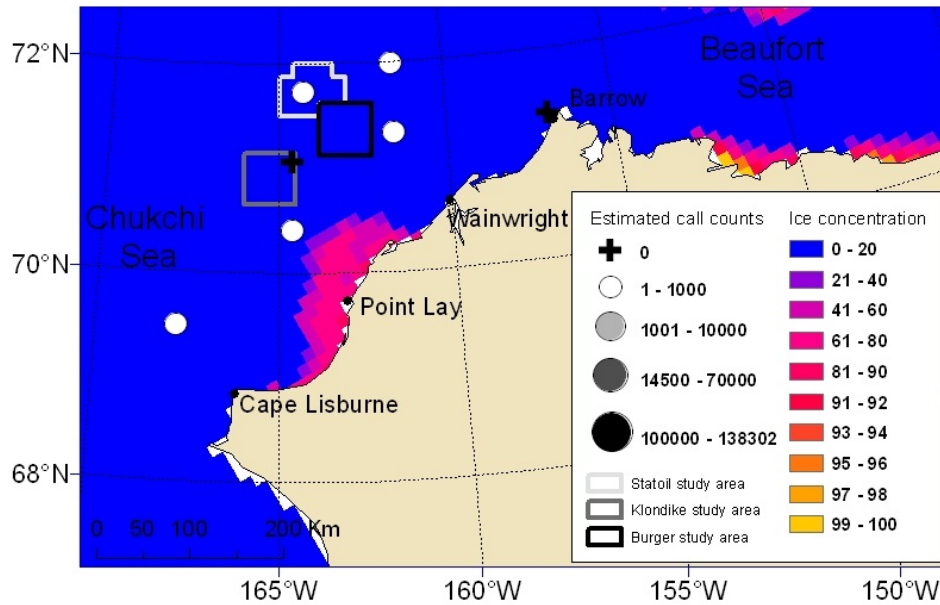 72°N
70°N
68°N
Beaufort
Sea
Barrow
Chukchi
Sea
Wainwright
Point Lay
Cape Lisburne
0 50 100 200 Km
165°W
160°W
155°W
150°W
Estimated call counts
0
1 - 1000
1001 - 10000
14500 - 70000
100000 - 138302
Statoil study area
Klondike study area
Burger study area
Ice concentration
0 - 20
21 - 40
41 - 60
61 - 80
81 - 90
91 - 92
93 - 94
95 - 96
97 - 98
99 - 100